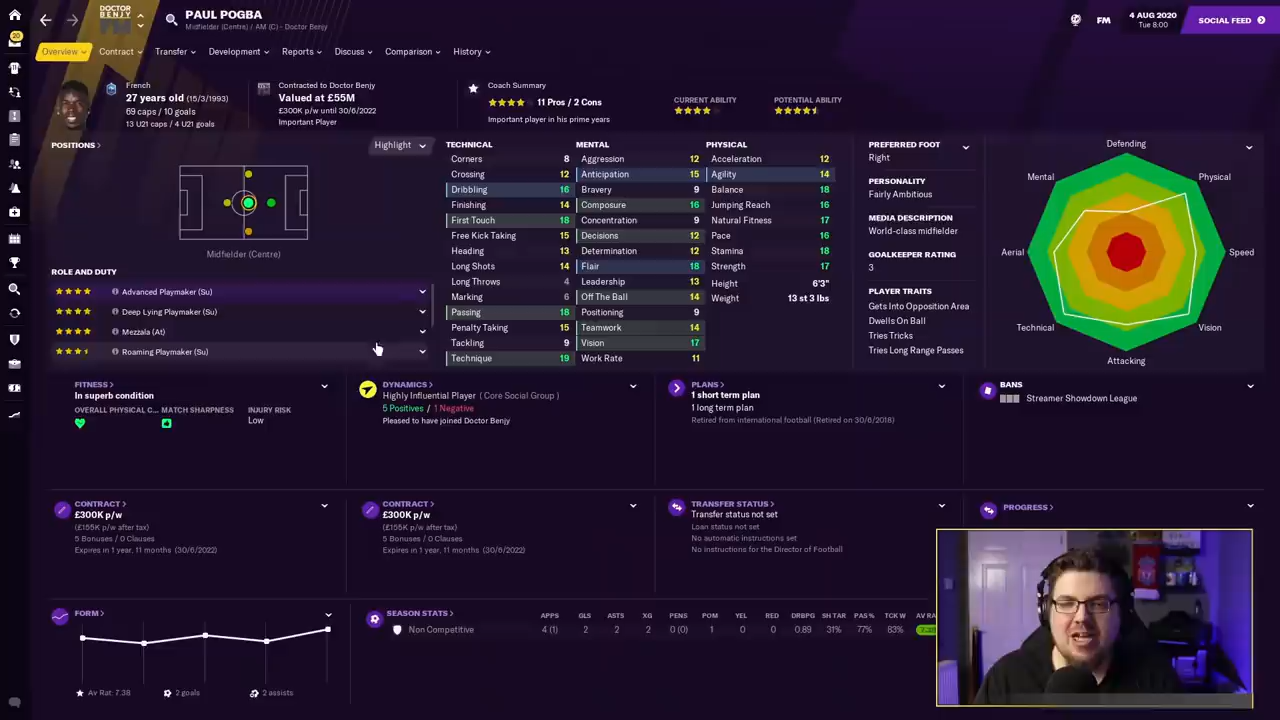 DOCTOR
BENJY
FM
PAUL POGBA
Midfielder (Centre) / AM (C) - Doctor Benjy
FM
4 AUG 2020
Tue 8:00
SOCIAL FEED
20
Overview
Contract
Transfer
Development
Reports
Discuss
Comparison
History
French
27 years old (15/3/1993)
69 caps / 10 goals
13 U21 caps / 4 U21 goals
Contracted to Doctor Benjy
Valued at £55M
£300K p/w until 30/6/2022
Important Player
Coach Summary
11 Pros / 2 Cons
Important player in his prime years
CURRENT ABILITY
POTENTIAL ABILITY
POSITIONS
Highlight
Midfielder (Centre)
ROLE AND DUTY
Advanced Playmaker (Su)
Deep Lying Playmaker (Su)
Mezzala (At)
Roaming Playmaker (Su)
TECHNICAL
Corners 8
Crossing 12
Dribbling 16
Finishing 14
First Touch 18
Free Kick Taking 15
Heading 13
Long Shots 14
Long Throws 4
Marking 6
Passing 18
Penalty Taking 15
Tackling 9
Technique 19
MENTAL
Aggression 12
Anticipation 15
Bravery 9
Composure 16
Concentration 9
Decisions 12
Determination 12
Flair 18
Leadership 13
Off The Ball 14
Positioning 9
Teamwork 14
Vision 17
Work Rate 11
PHYSICAL
Acceleration 12
Agility 14
Balance 18
Jumping Reach 16
Natural Fitness 17
Pace 16
Stamina 18
Strength 17
Height 6'3"
Weight 13 st 3 lbs
PREFERRED FOOT
Right
PERSONALITY
Fairly Ambitious
MEDIA DESCRIPTION
World-class midfielder
GOALKEEPER RATING
3
PLAYER TRAITS
Gets Into Opposition Area
Dwells On Ball
Tries Tricks
Tries Long Range Passes
Defending
Mental
Physical
Aerial
Speed
Technical
Vision
Attacking
FITNESS
In superb condition
OVERALL PHYSICAL C... MATCH SHARPNESS INJURY RISK
Low
DYNAMICS
Highly Influential Player ( Core Social Group )
5 Positives / 1 Negative
Pleased to have joined Doctor Benjy
PLANS
1 short term plan
1 long term plan
Retired from international football (Retired on 30/6/2018)
BANS
Streamer Showdown League
CONTRACT
£300K p/w
(£155K p/w after tax)
5 Bonuses / 0 Clauses
Expires in 1 year, 11 months (30/6/2022)
CONTRACT
£300K p/w
(£155K p/w after tax)
5 Bonuses / 0 Clauses
Expires in 1 year, 11 months (30/6/2022)
TRANSFER STATUS
Transfer status not set
Loan status not set
No automatic instructions set
No instructions for the Director of Football
PROGRESS
FORM
Av Rat: 7.38
2 goals
2 assists
SEASON STATS
APPS GLS ASTS XG PENS POM YEL RED DRBPG SH TAR PAS% TCK W AV RA
Non Competitive 4 (1) 2 2 2 0 (0) 1 0 0 0.89 31% 77% 83%